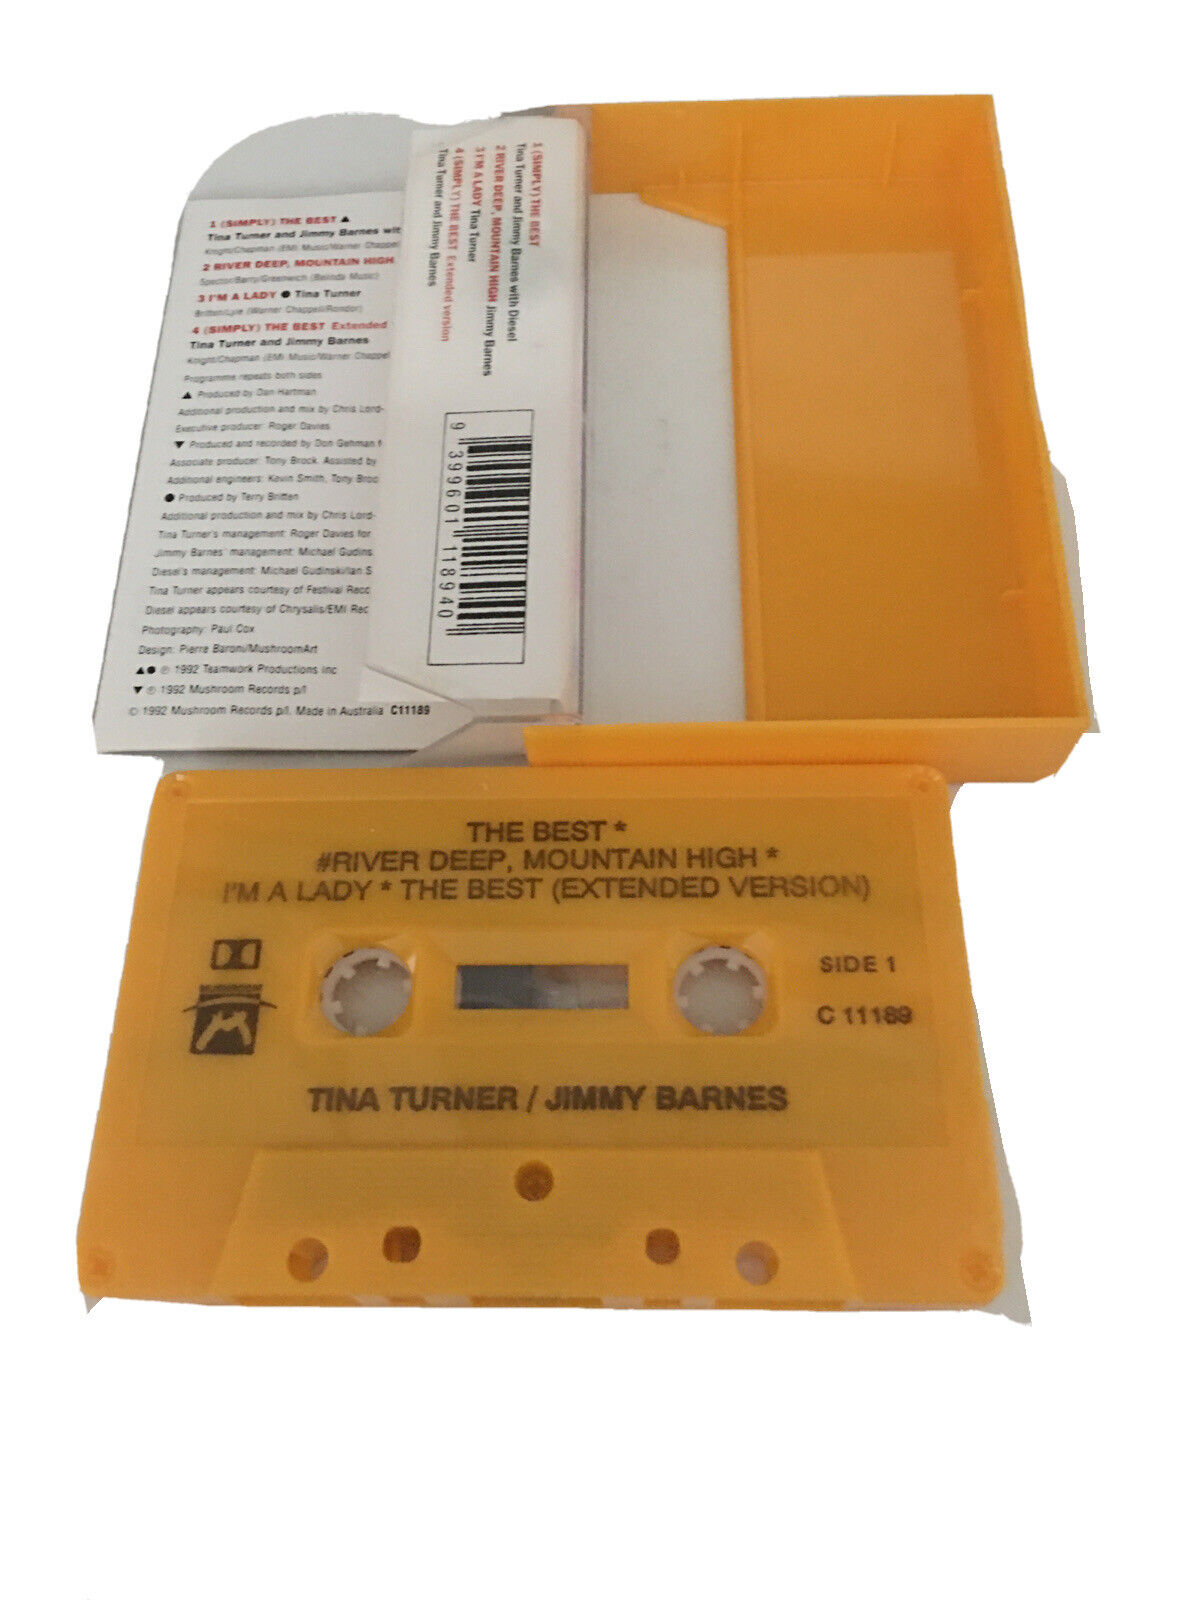 1 (SIMPLY) THE BEST ▲
Tina Turner and Jimmy Barnes wit
Knight/Chapman (EMI Music/Warner Chappel
2 RIVER DEEP, MOUNTAIN HIGH
Spector/Barry/Greenwich (Belinda Music)
3 I'M A LADY ● Tina Turner
Britten/Lyle (Warner Chappell/Rondor)
4 (SIMPLY) THE BEST Extended
Tina Turner and Jimmy Barnes
Knight/Chapman (EMI Music/Warner Chappel
Programme repeats both sides
▲ Produced by Dan Hartman
Additional production and mix by Chris Lord-
Executive producer: Roger Davies
▼ Produced and recorded by Don Gehman f
Associate producer: Tony Brock. Assisted by
Additional engineers: Kevin Smith, Tony Broc
● Produced by Terry Britten
Additional production and mix by Chris Lord-
Tina Turner's management: Roger Davies for
Jimmy Barnes' management: Michael Gudins
Diesel's management: Michael Gudinski/Ian S
Tina Turner appears courtesy of Festival Reco
Diesel appears courtesy of Chrysalis/EMI Rec
Photography: Paul Cox
Design: Pierre Baroni/MushroomArt
▲● ℗ 1992 Teamwork Productions Inc
▼ ℗ 1992 Mushroom Records p/l
© 1992 Mushroom Records p/l. Made in Australia C11189
1 (SIMPLY) THE BEST
Tina Turner and Jimmy Barnes with Diesel
2 RIVER DEEP, MOUNTAIN HIGH Jimmy Barnes
3 I'M A LADY Tina Turner
4 (SIMPLY) THE BEST Extended version
Tina Turner and Jimmy Barnes
9 399601 118940
THE BEST *
#RIVER DEEP, MOUNTAIN HIGH *
I'M A LADY * THE BEST (EXTENDED VERSION)
SIDE 1
C 11189
TINA TURNER / JIMMY BARNES